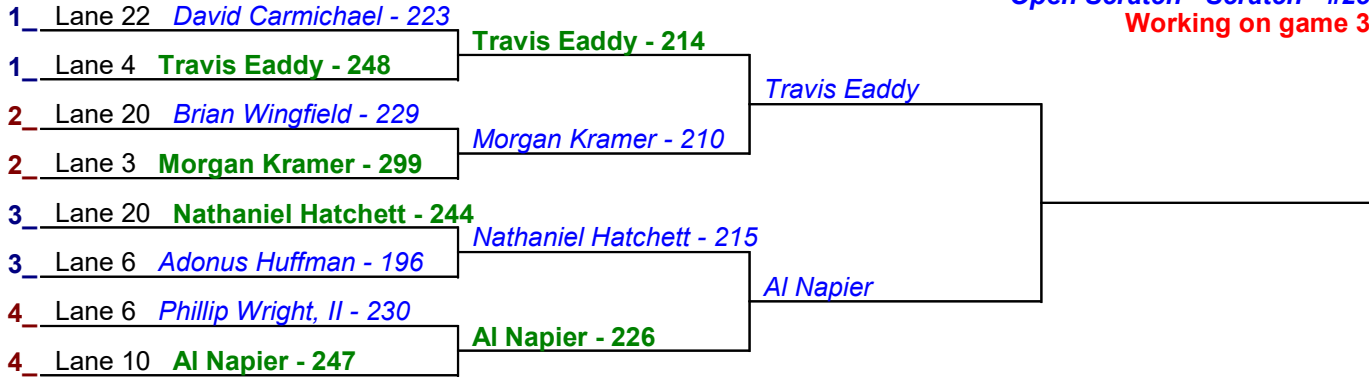 Open Scratch - Scratch -
Working on game 3
1_ Lane 22 David Carmichael - 223
1_ Lane 4 Travis Eaddy - 248
2_ Lane 20 Brian Wingfield - 229
2_ Lane 3 Morgan Kramer - 299
3_ Lane 20 Nathaniel Hatchett - 244
3_ Lane 6 Adonus Huffman - 196
4_ Lane 6 Phillip Wright, II - 230
4_ Lane 10 Al Napier - 247
Travis Eaddy - 214
Morgan Kramer - 210
Nathaniel Hatchett - 215
Al Napier - 226
Travis Eaddy
Al Napier